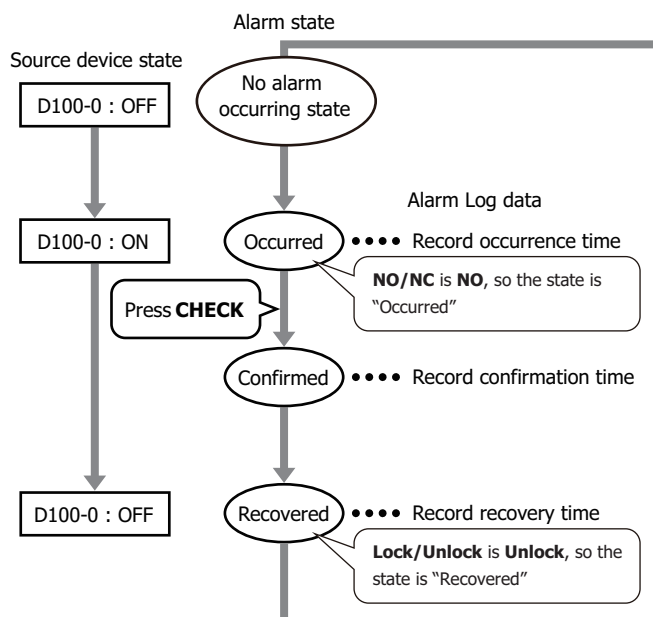 Alarm state
Source device state
No alarm
occurring state
D100-0 : OFF
Alarm Log data
D100-0 : ON
Occurred
•••• Record occurrence time
NO/NC is NO, so the state is
“Occurred”
Press CHECK
Confirmed
•••• Record confirmation time
D100-0 : OFF
Recovered
•••• Record recovery time
Lock/Unlock is Unlock, so the
state is “Recovered”